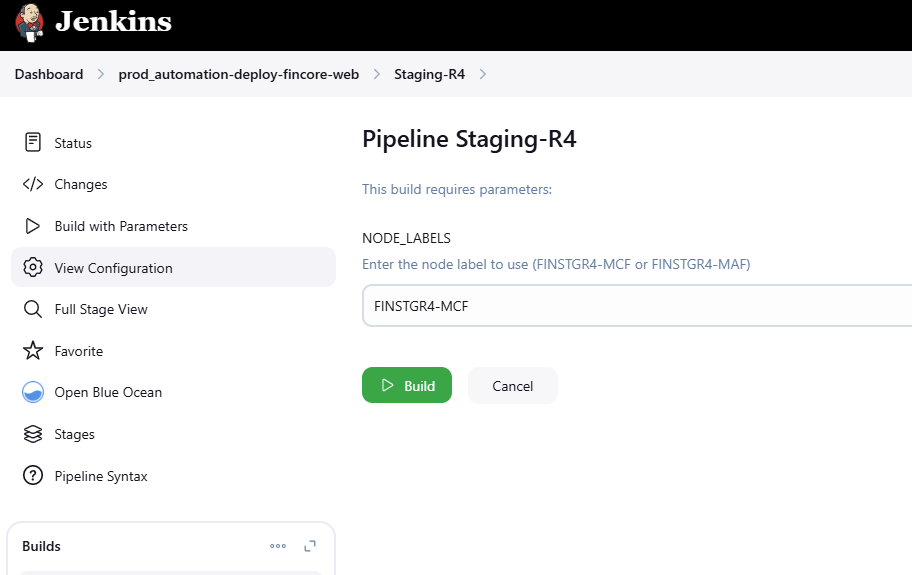 Jenkins
Dashboard > prod_automation-deploy-fincore-web > Staging-R4 >
Status
Changes
Build with Parameters
View Configuration
Full Stage View
Favorite
Open Blue Ocean
Stages
Pipeline Syntax
Builds
Pipeline Staging-R4
This build requires parameters:
NODE_LABELS
Enter the node label to use (FINSTGR4-MCF or FINSTGR4-MAF)
FINSTGR4-MCF
Build Cancel